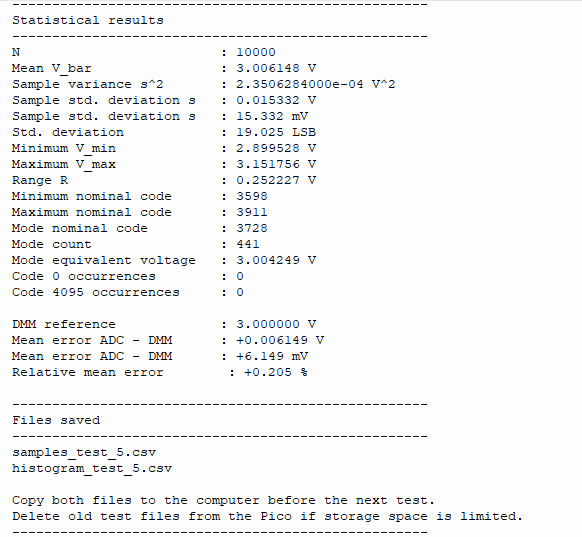 ----------------------------------------------------
Statistical results
----------------------------------------------------
N                         : 10000
Mean V_bar                : 3.006148 V
Sample variance s^2       : 2.3506284000e-04 V^2
Sample std. deviation s   : 0.015332 V
Sample std. deviation s   : 15.332 mV
Std. deviation            : 19.025 LSB
Minimum V_min             : 2.899528 V
Maximum V_max             : 3.151756 V
Range R                   : 0.252227 V
Minimum nominal code      : 3598
Maximum nominal code      : 3911
Mode nominal code         : 3728
Mode count                : 441
Mode equivalent voltage   : 3.004249 V
Code 0 occurrences        : 0
Code 4095 occurrences     : 0

DMM reference             : 3.000000 V
Mean error ADC - DMM      : +0.006149 V
Mean error ADC - DMM      : +6.149 mV
Relative mean error        : +0.205 %

----------------------------------------------------
Files saved
----------------------------------------------------
samples_test_5.csv
histogram_test_5.csv

Copy both files to the computer before the next test.
Delete old test files from the Pico if storage space is limited.
----------------------------------------------------